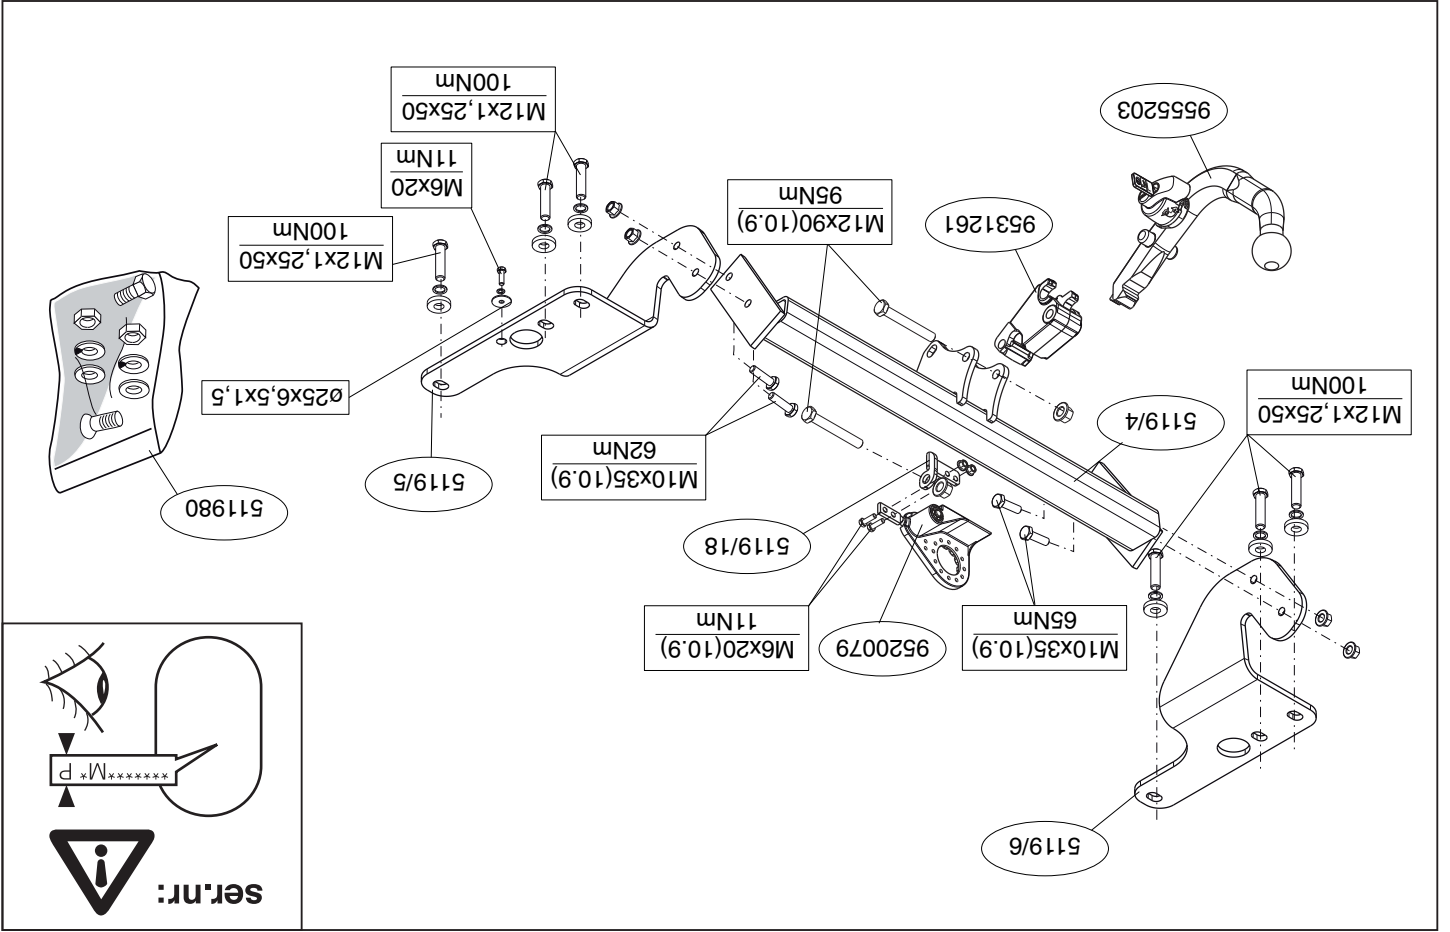 ser.nr:
5119/6
*******M* P
M10x35(10.9)
65Nm
9520079
M6x20(10.9)
11Nm
5119/18
511980
5119/5
M10x35(10.9)
62Nm
5119/4
M12x1,25x50
100Nm
ø25x6,5x1,5
M12x1,25x50
100Nm
9531261
M12x90(10.9)
95Nm
M6x20
11Nm
9555203
M12x1,25x50
100Nm